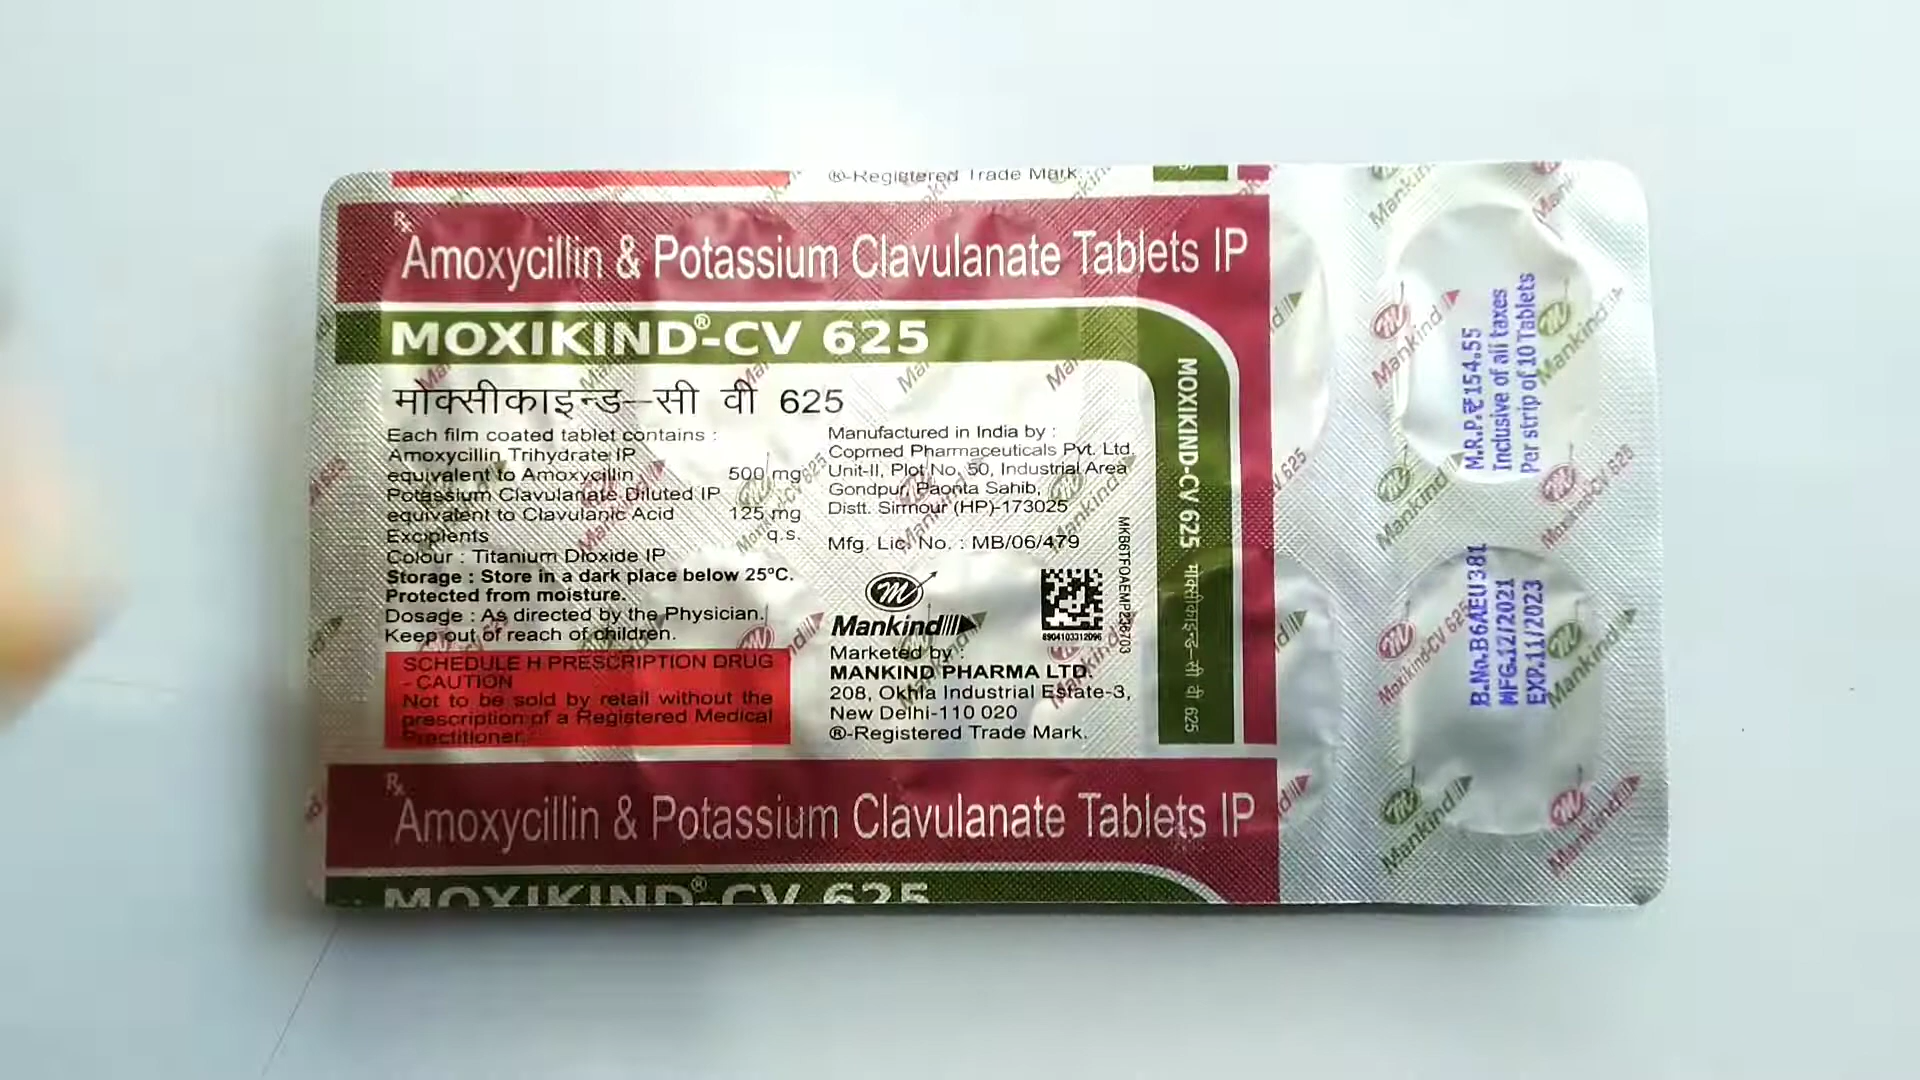 ®-Registered Trade Mark.
Rx
Amoxycillin & Potassium Clavulanate Tablets IP
MOXIKIND®-CV 625
मोक्सीकाइन्ड–सी वी 625
Each film coated tablet contains :
Amoxycillin Trihydrate IP
equivalent to Amoxycillin 500 mg
Potassium Clavulanate Diluted IP
equivalent to Clavulanic Acid 125 mg
Excipients q.s.
Colour : Titanium Dioxide IP
Storage : Store in a dark place below 25°C.
Protected from moisture.
Dosage : As directed by the Physician.
Keep out of reach of children.
SCHEDULE H PRESCRIPTION DRUG
- CAUTION
Not to be sold by retail without the
prescription of a Registered Medical
Practitioner.
Manufactured in India by :
Copmed Pharmaceuticals Pvt. Ltd.
Unit-II, Plot No. 50, Industrial Area
Gondpur, Paonta Sahib,
Distt. Sirmour (HP)-173025
Mfg. Lic. No. : MB/06/479
Mankind
8904103312096
Marketed by :
MANKIND PHARMA LTD.
208, Okhla Industrial Estate-3,
New Delhi-110 020
®-Registered Trade Mark.
MOXIKIND-CV 625 मोक्सीकाइन्ड–सी वी 625
M.R.P.₹154.55
Inclusive of all taxes
Per strip of 10 Tablets
B.No.B6AEU381
MFG.12/2021
EXP.11/2023
Rx
Amoxycillin & Potassium Clavulanate Tablets IP
MOXIKIND®-CV 625